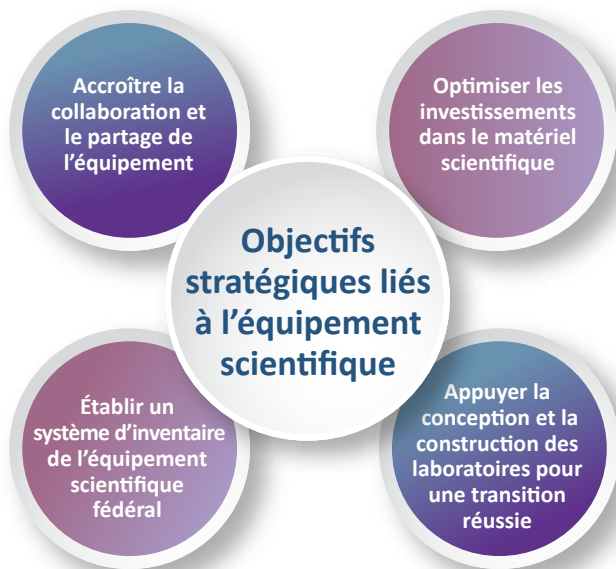 Accroître la
collaboration et
le partage de
l’équipement
Optimiser les
investissements
dans le matériel
scientifique
Objectifs
stratégiques liés
à l’équipement
scientifique
Établir un
système d’inventaire
de l’équipement
scientifique
fédéral
Appuyer la
conception et la
construction des
laboratoires pour
une transition
réussie